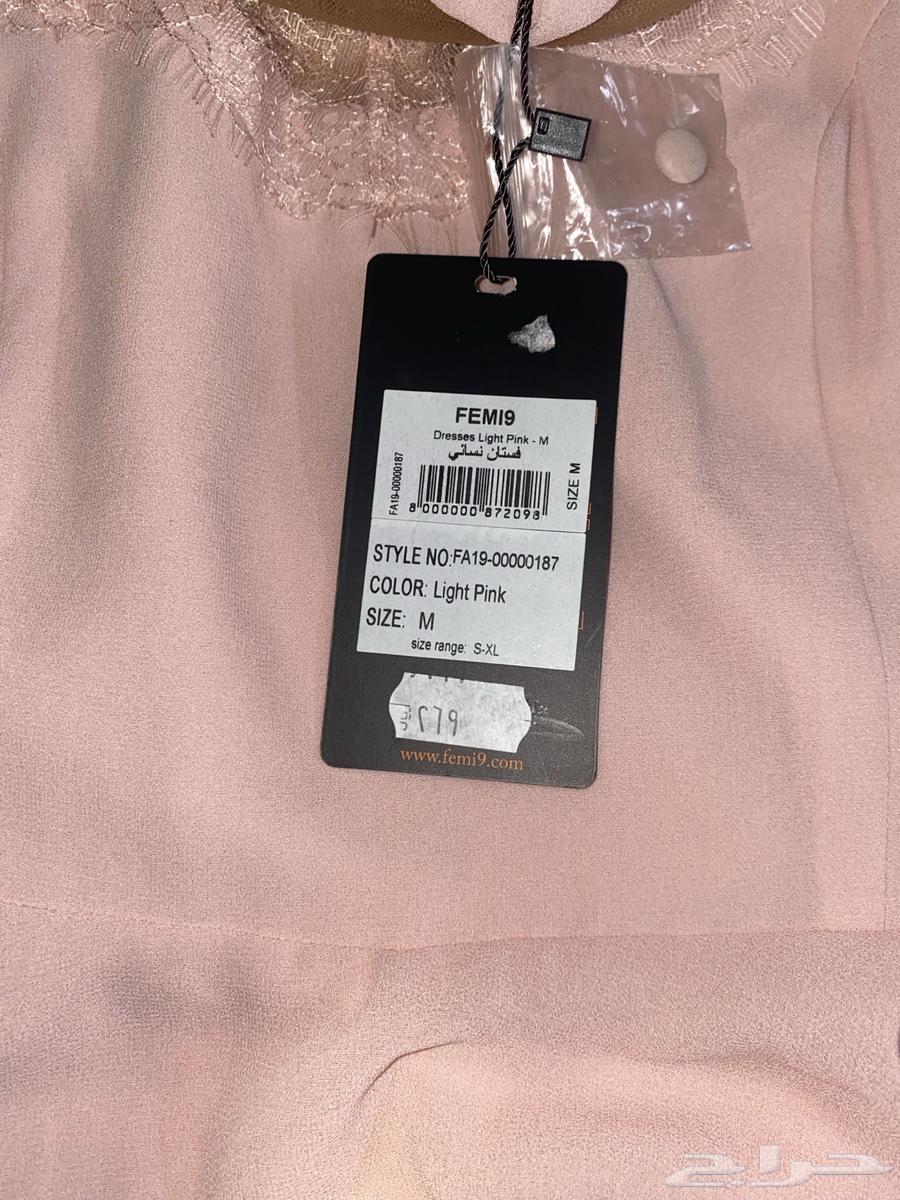 FEMI9
Dresses Light Pink - M
فستان نسائي
FA19-00000187
SIZE M
8 000000 872098
STYLE NO:FA19-00000187
COLOR: Light Pink
SIZE: M
size range: S-XL
www.femi9.com
حراج